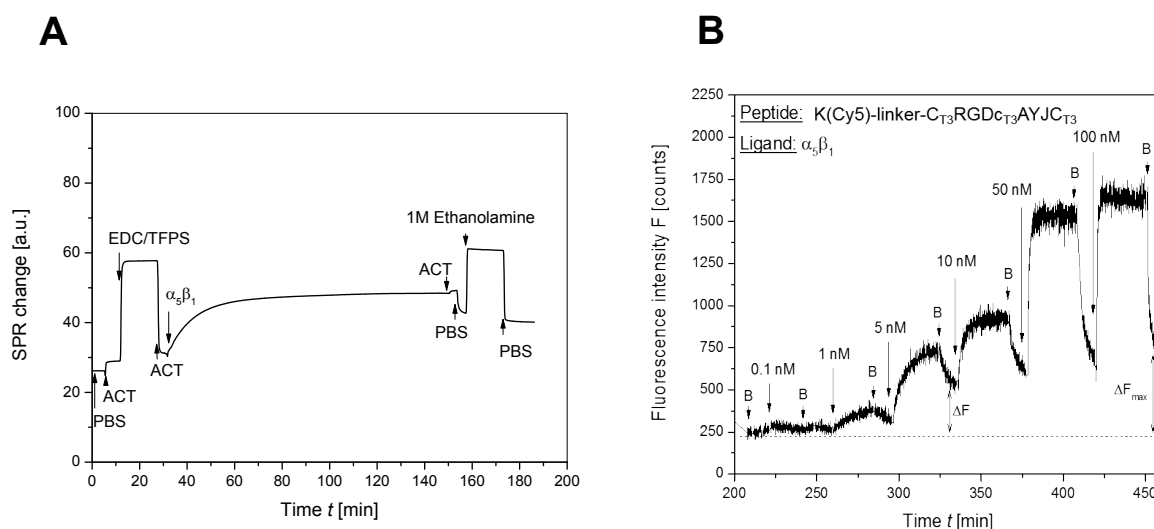 A
B
100
80
60
40
20
0
SPR change [a.u.]
0 20 40 60 80 100 120 140 160 180 200
Time t [min]
PBS
ACT
EDC/TFPS
ACT
α5β1
ACT
PBS
1M Ethanolamine
PBS
2250
2000
1750
1500
1250
1000
750
500
250
0
Fluorescence intensity F [counts]
200 250 300 350 400 450
Time t [min]
Peptide: K(Cy5)-linker-CT3RGDcT3AYJCT3
Ligand: α5β1
B
0.1 nM
B
1 nM
B
5 nM
B
10 nM
B
50 nM
B
100 nM
B
ΔF
ΔFmax